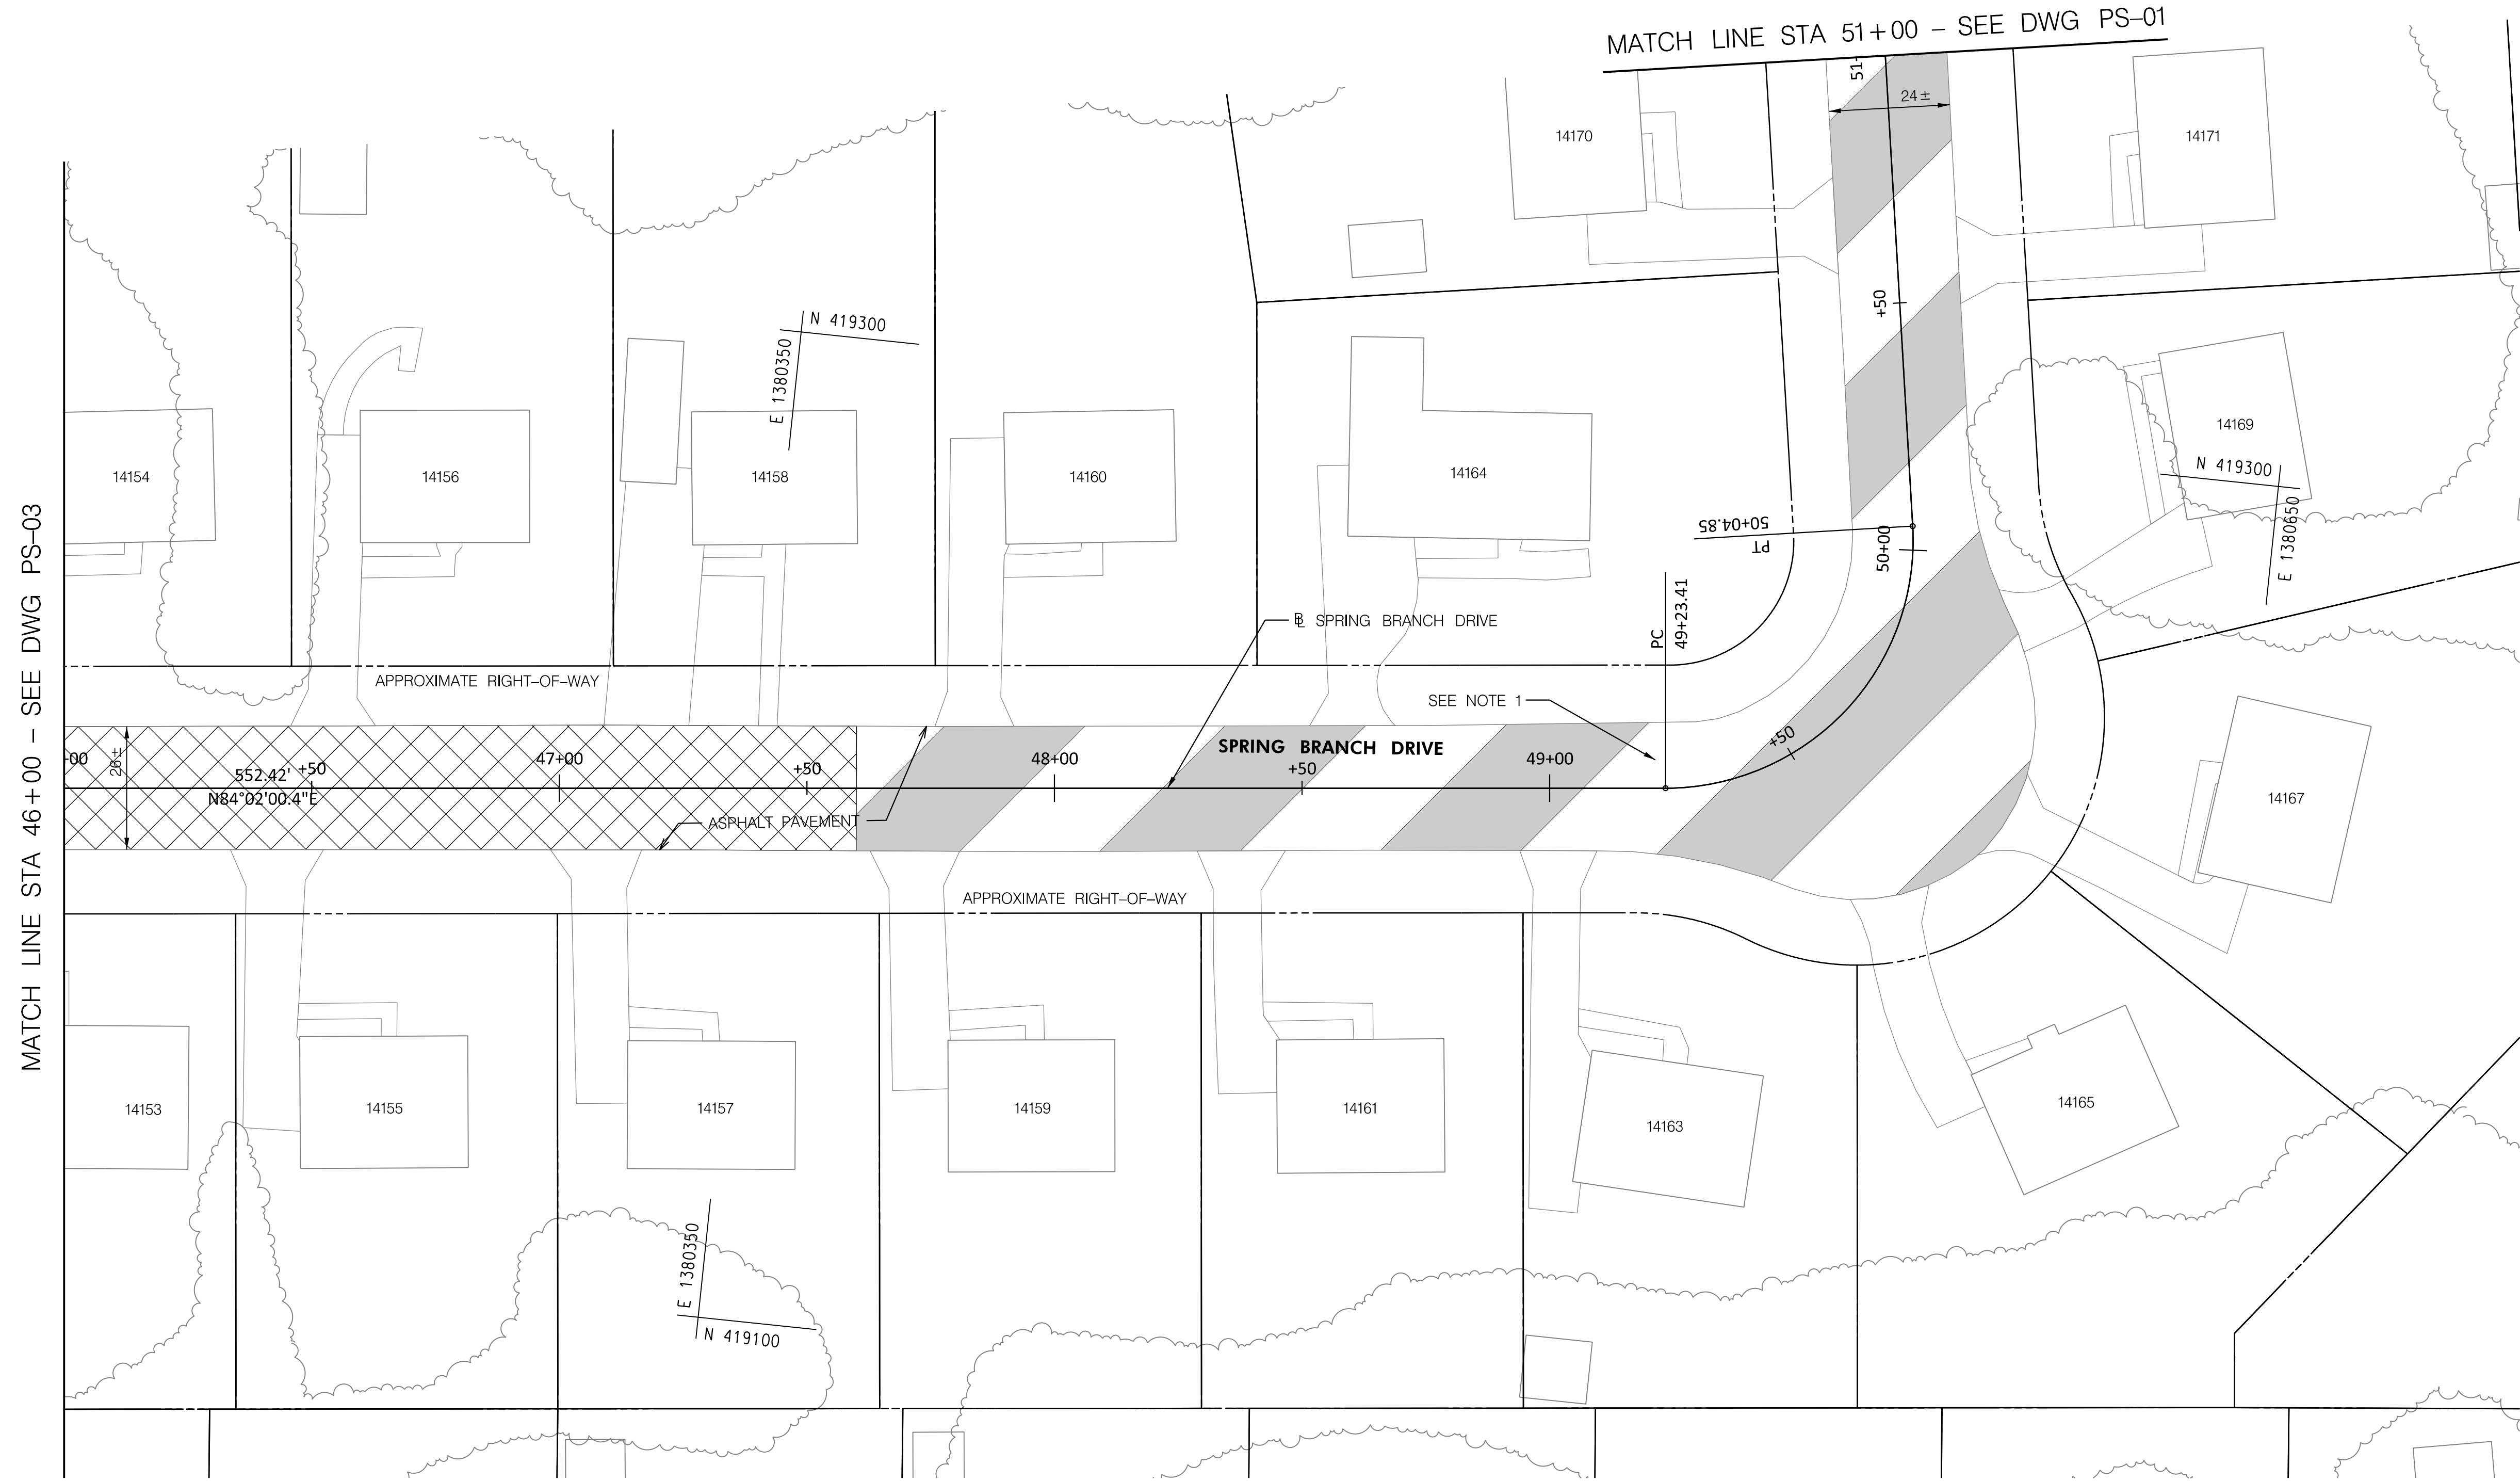 MATCH LINE STA 51+00 – SEE DWG PS–01
51+
24±
14170
14171
+50
N 419300
E 1380350
14154
14156
14158
14160
14164
14169
N 419300
E 1380650
50+04.85
PT
50+00
PC
49+23.41
MATCH LINE STA 46+00 – SEE DWG PS–03
℄ SPRING BRANCH DRIVE
APPROXIMATE RIGHT–OF–WAY
SEE NOTE 1
+00
26±
552.42'
+50
N84°02'00.4"E
47+00
+50
48+00
SPRING BRANCH DRIVE
+50
49+00
+50
ASPHALT PAVEMENT
14167
APPROXIMATE RIGHT–OF–WAY
14153
14155
14157
14159
14161
14163
14165
E 1380350
N 419100